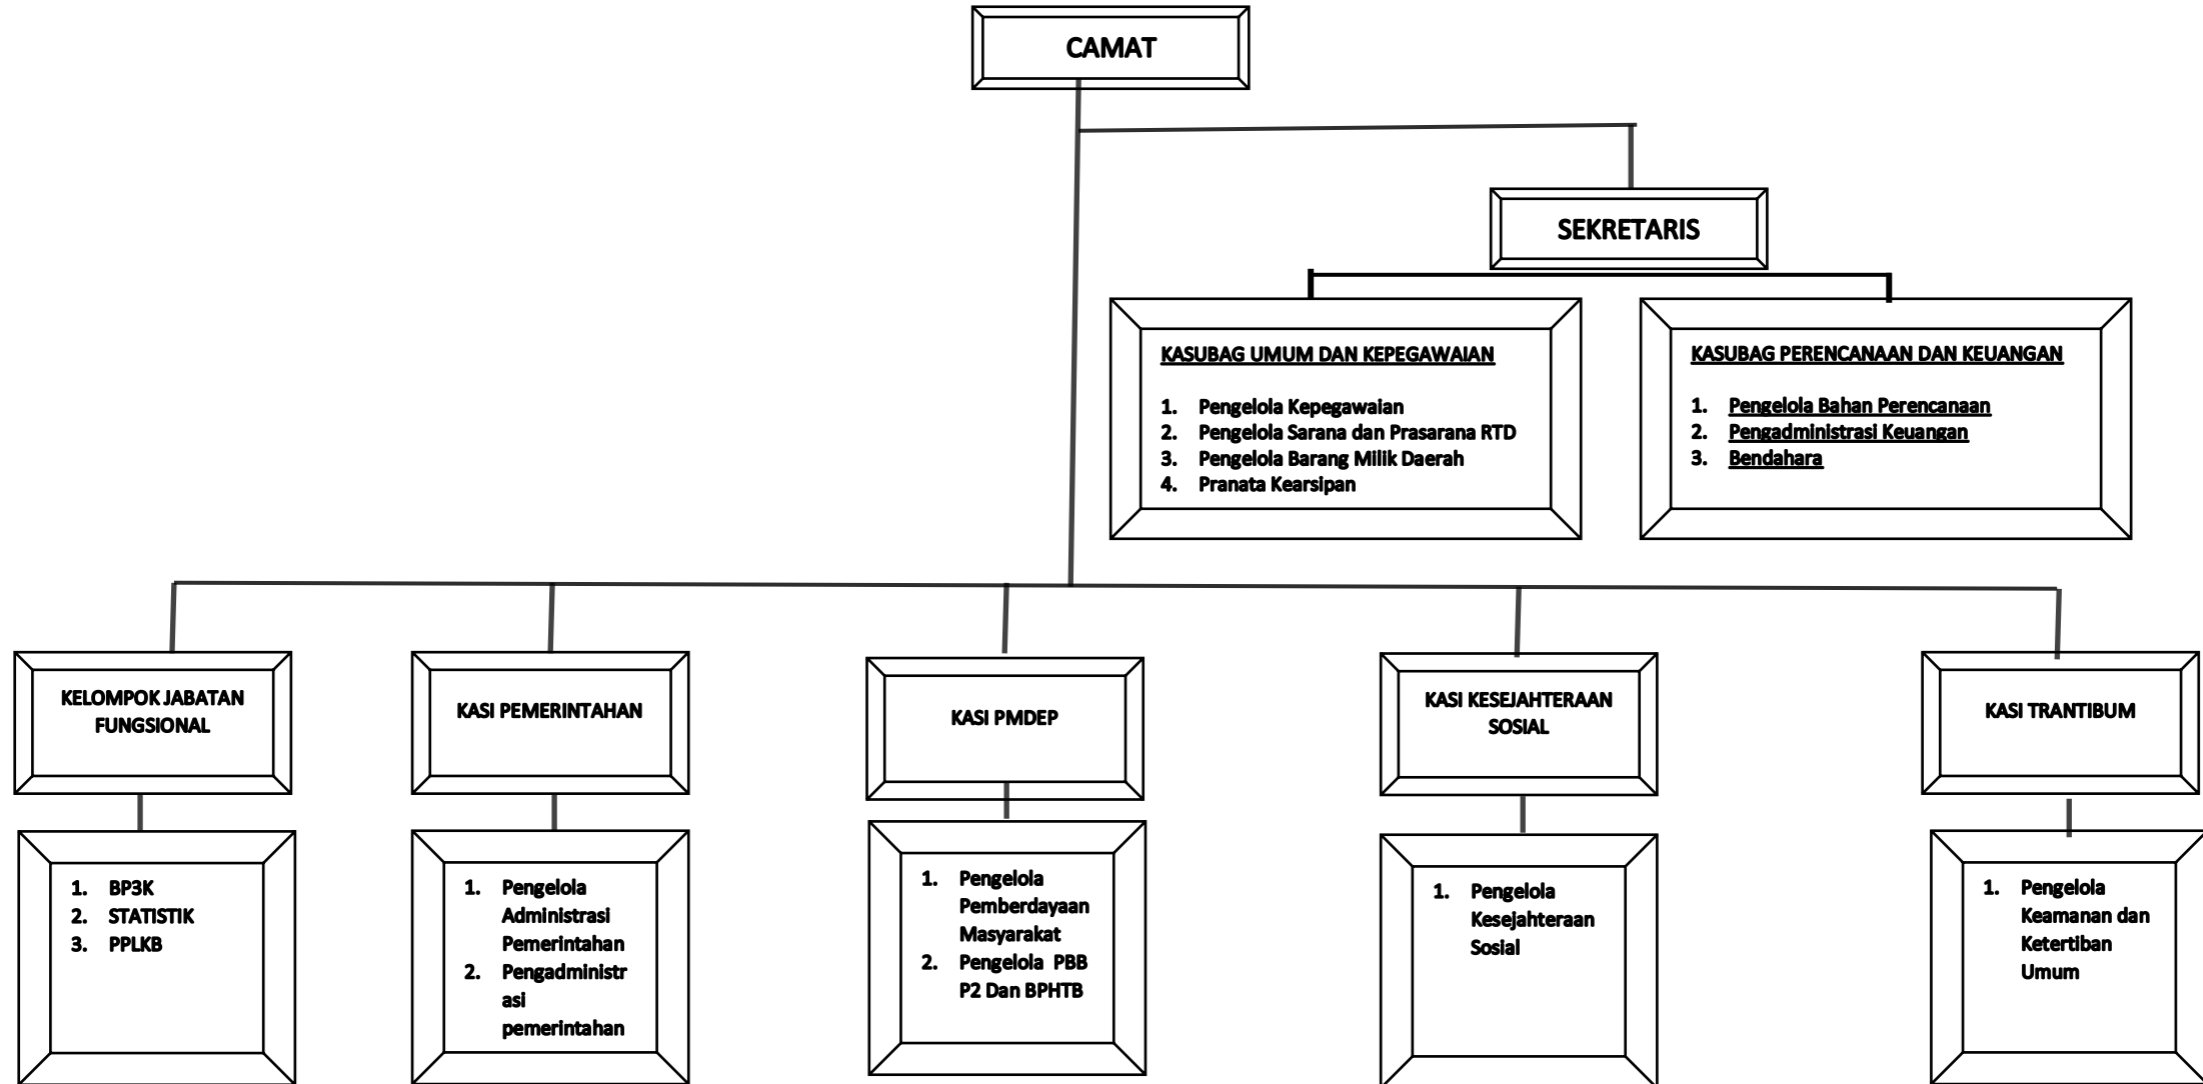 CAMAT
SEKRETARIS
KASUBAG UMUM DAN KEPEGAWAIAN
1. Pengelola Kepegawaian
2. Pengelola Sarana dan Prasarana RTD
3. Pengelola Barang Milik Daerah
4. Pranata Kearsipan
KASUBAG PERENCANAAN DAN KEUANGAN
1. Pengelola Bahan Perencanaan
2. Pengadministrasi Keuangan
3. Bendahara
KELOMPOK JABATAN
FUNGSIONAL
KASI PEMERINTAHAN
KASI PMDEP
KASI KESEJAHTERAAN
SOSIAL
KASI TRANTIBUM
1. BP3K
2. STATISTIK
3. PPLKB
1. Pengelola
Administrasi
Pemerintahan
2. Pengadministr
asi
pemerintahan
1. Pengelola
Pemberdayaan
Masyarakat
2. Pengelola PBB
P2 Dan BPHTB
1. Pengelola
Kesejahteraan
Sosial
1. Pengelola
Keamanan dan
Ketertiban
Umum